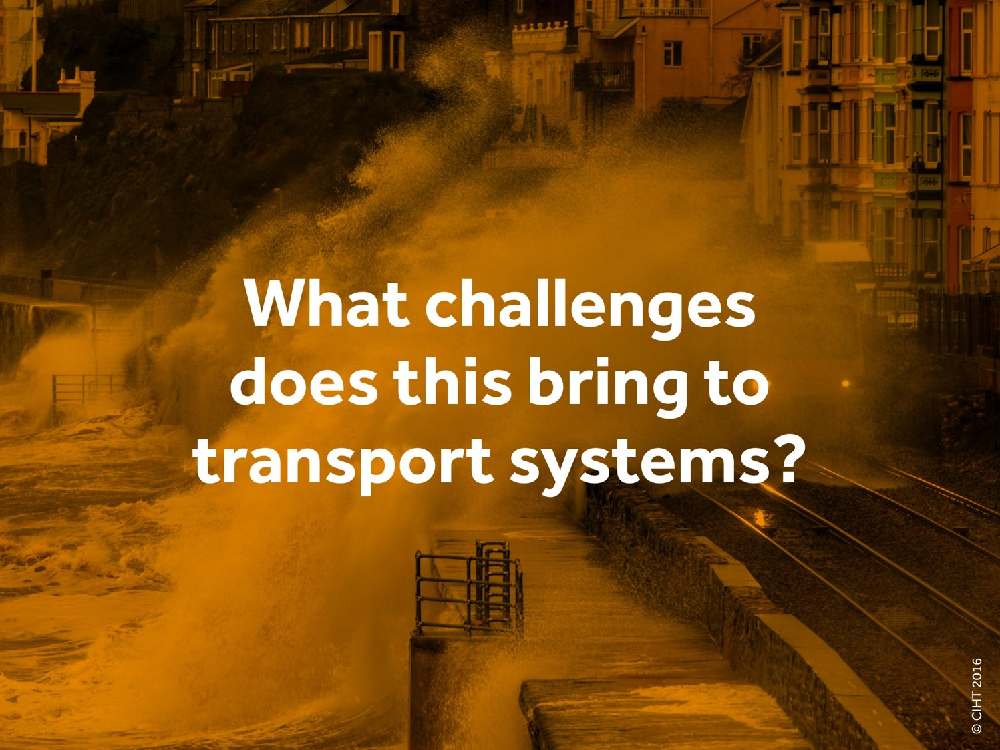 What challenges
does this bring to
transport systems?
© CIHT 2016